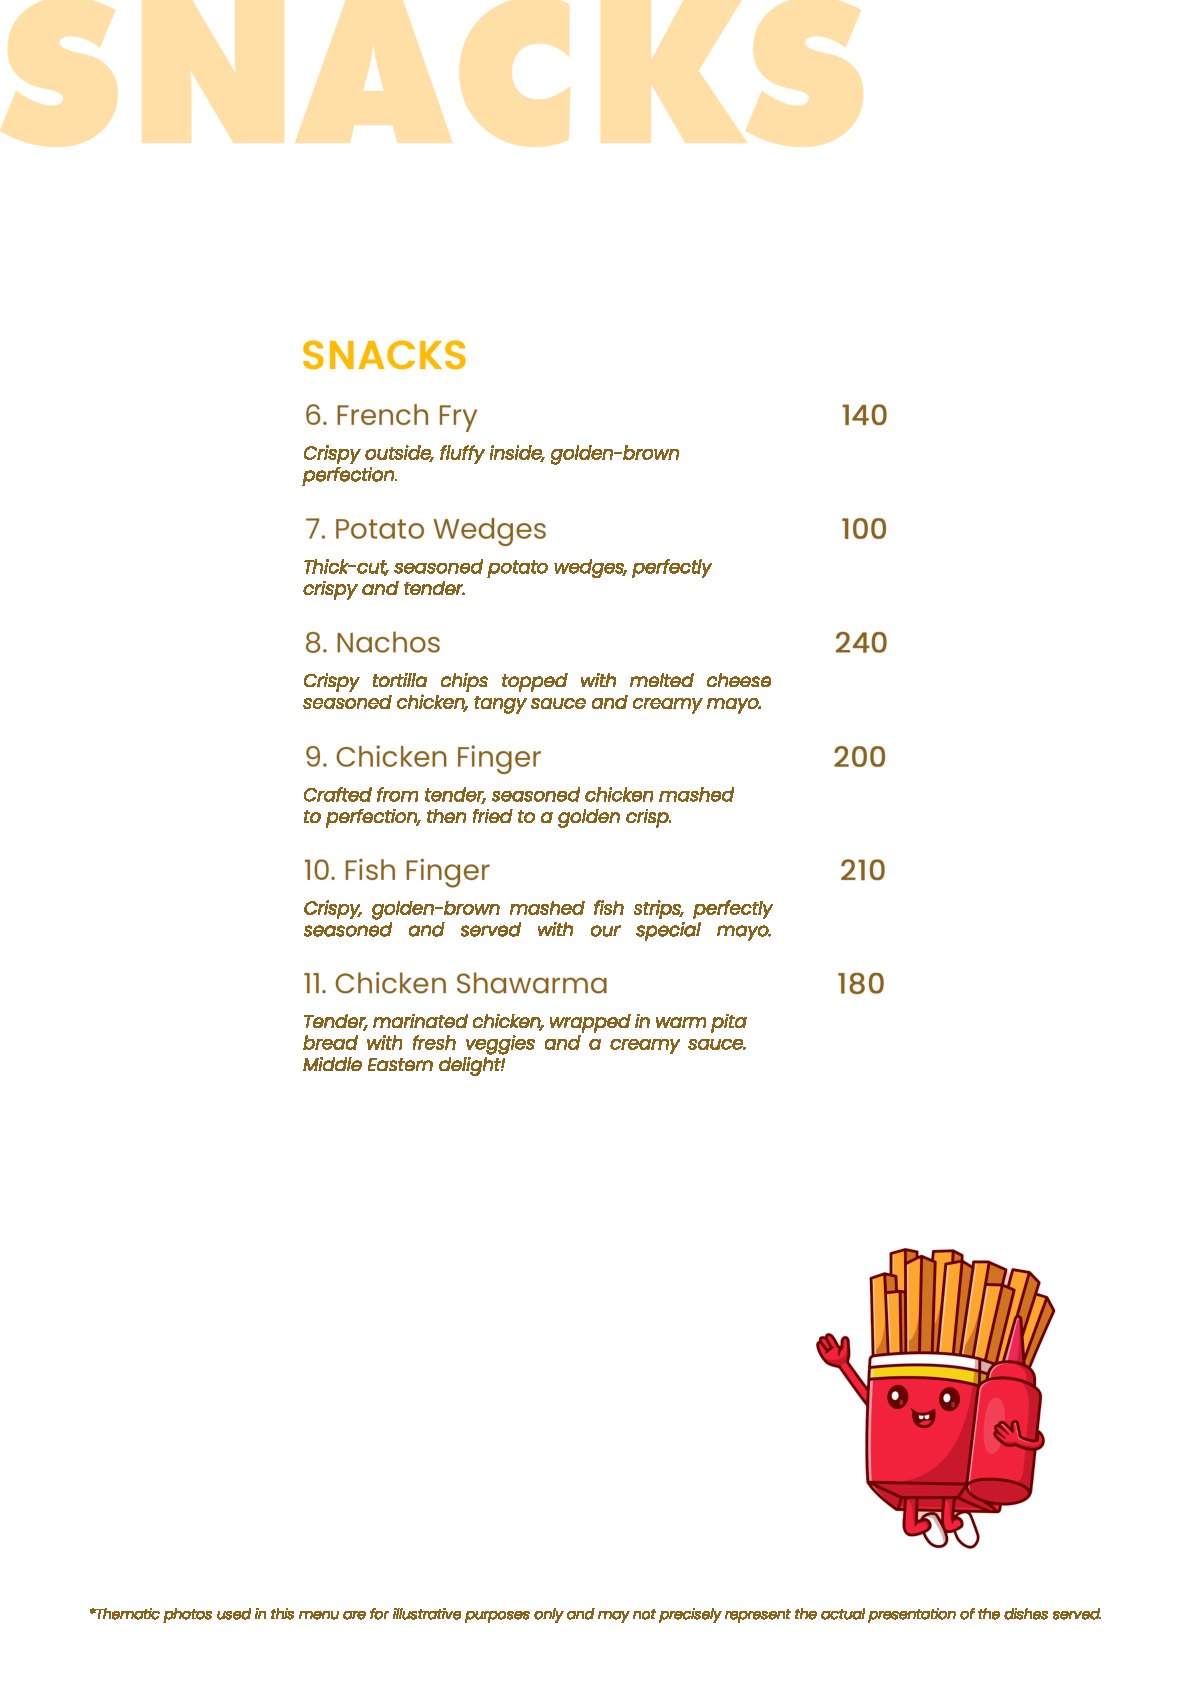 SNACKS
SNACKS
6. French Fry 140
Crispy outside, fluffy inside, golden-brown
perfection.
7. Potato Wedges 100
Thick-cut, seasoned potato wedges, perfectly
crispy and tender.
8. Nachos 240
Crispy tortilla chips topped with melted cheese
seasoned chicken, tangy sauce and creamy mayo.
9. Chicken Finger 200
Crafted from tender, seasoned chicken mashed
to perfection, then fried to a golden crisp.
10. Fish Finger 210
Crispy, golden-brown mashed fish strips, perfectly
seasoned and served with our special mayo.
11. Chicken Shawarma 180
Tender, marinated chicken, wrapped in warm pita
bread with fresh veggies and a creamy sauce.
Middle Eastern delight!
*Thematic photos used in this menu are for illustrative purposes only and may not precisely represent the actual presentation of the dishes served.